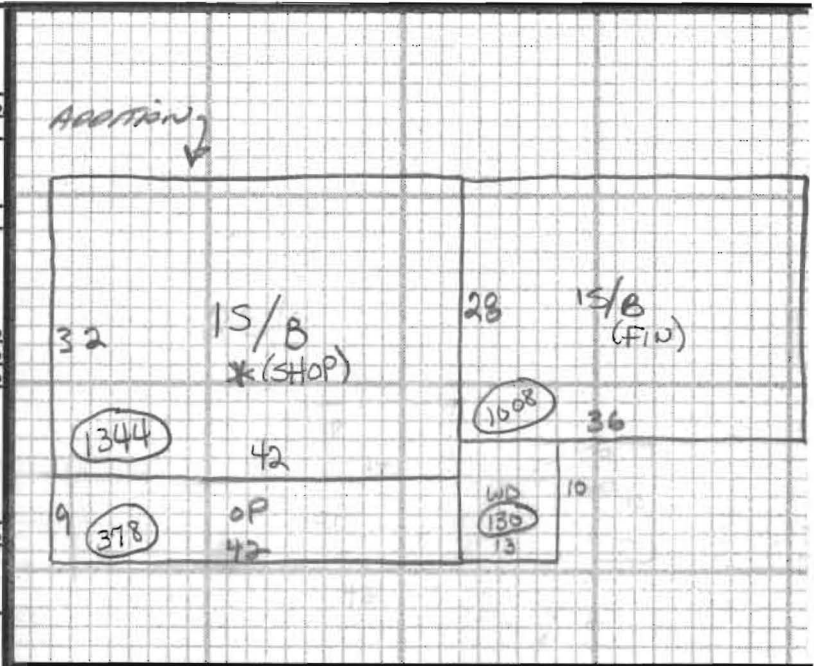 ADDITION
32
1S/B
*(SHOP)
1344
42
28
1S/B
(FIN)
1008
36
9
378
OP
42
WD
130
13
10